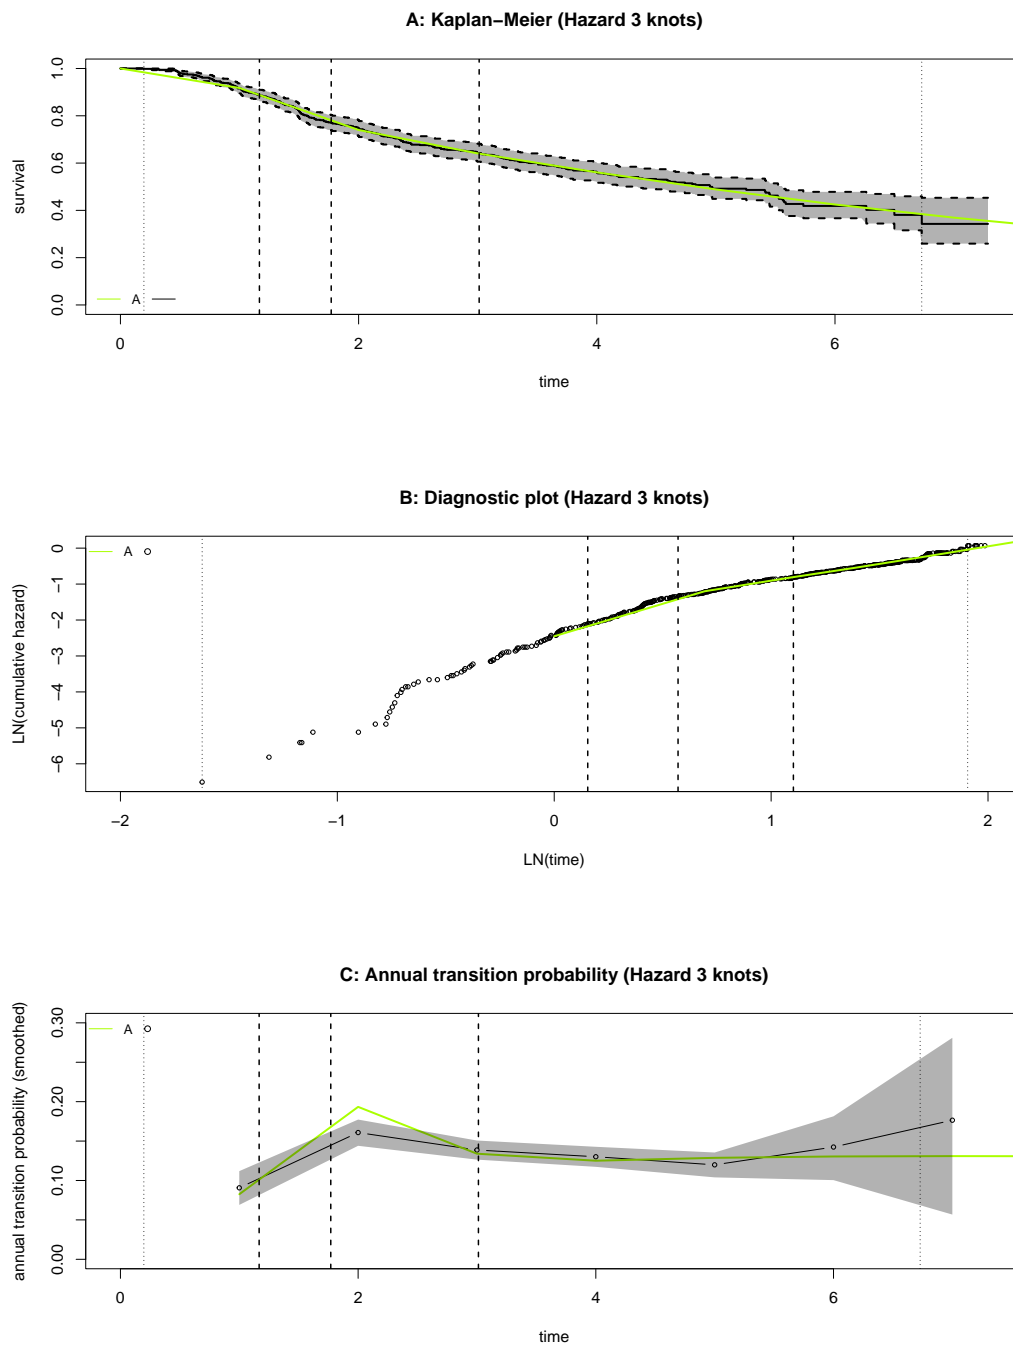 A: Kaplan−Meier (Hazard 3 knots)
survival
1.0
0.8
0.6
0.4
0.2
0.0
A
0 2 4 6
time
B: Diagnostic plot (Hazard 3 knots)
LN(cumulative hazard)
A
0
−1
−2
−3
−4
−5
−6
−2 −1 0 1 2
LN(time)
C: Annual transition probability (Hazard 3 knots)
annual transition probability (smoothed)
A
0.30
0.20
0.10
0.00
0 2 4 6
time